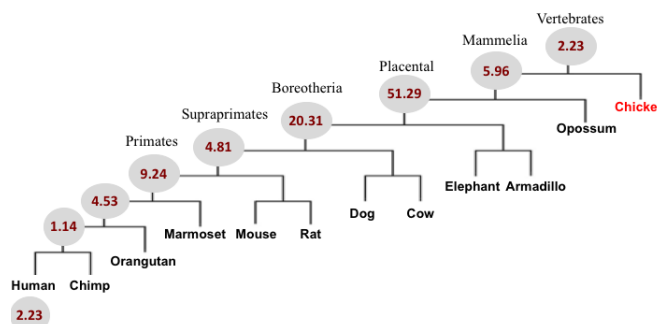 Vertebrates
2.23
Mammelia
5.96
Chicke
Placental
51.29
Opossum
Boreotheria
20.31
Elephant Armadillo
Supraprimates
4.81
Dog Cow
Primates
9.24
Mouse Rat
4.53
Marmoset
1.14
Orangutan
Human Chimp
2.23